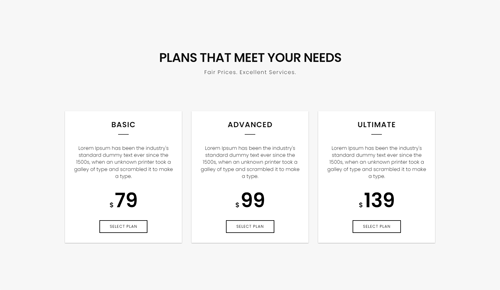 PLANS THAT MEET YOUR NEEDS
Fair Prices. Excellent Services.
BASIC
Lorem Ipsum has been the industry's
standard dummy text ever since the
1500s, when an unknown printer took a
galley of type and scrambled it to make
a type.
$79
SELECT PLAN
ADVANCED
Lorem Ipsum has been the industry's
standard dummy text ever since the
1500s, when an unknown printer took a
galley of type and scrambled it to make
a type.
$99
SELECT PLAN
ULTIMATE
Lorem Ipsum has been the industry's
standard dummy text ever since the
1500s, when an unknown printer took a
galley of type and scrambled it to make
a type.
$139
SELECT PLAN